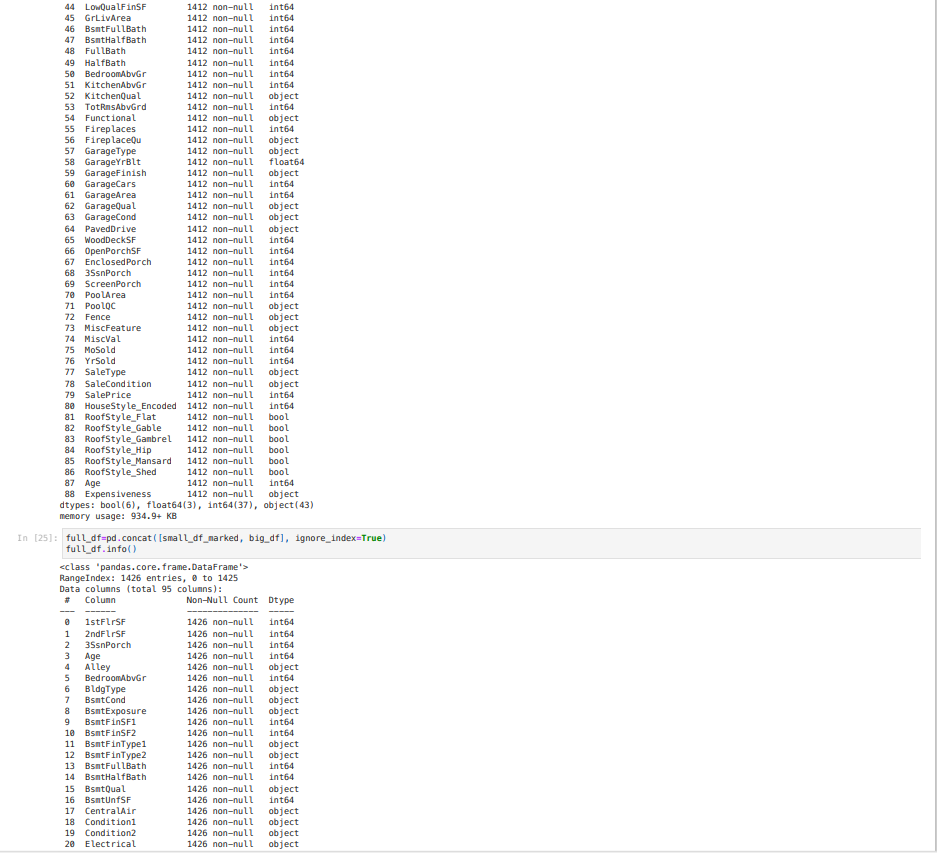 44 LowQualFinSF 1412 non-null int64
45 GrLivArea 1412 non-null int64
46 BsmtFullBath 1412 non-null int64
47 BsmtHalfBath 1412 non-null int64
48 FullBath 1412 non-null int64
49 HalfBath 1412 non-null int64
50 BedroomAbvGr 1412 non-null int64
51 KitchenAbvGr 1412 non-null int64
52 KitchenQual 1412 non-null object
53 TotRmsAbvGrd 1412 non-null int64
54 Functional 1412 non-null object
55 Fireplaces 1412 non-null int64
56 FireplaceQu 1412 non-null object
57 GarageType 1412 non-null object
58 GarageYrBlt 1412 non-null float64
59 GarageFinish 1412 non-null object
60 GarageCars 1412 non-null int64
61 GarageArea 1412 non-null int64
62 GarageQual 1412 non-null object
63 GarageCond 1412 non-null object
64 PavedDrive 1412 non-null object
65 WoodDeckSF 1412 non-null int64
66 OpenPorchSF 1412 non-null int64
67 EnclosedPorch 1412 non-null int64
68 3SsnPorch 1412 non-null int64
69 ScreenPorch 1412 non-null int64
70 PoolArea 1412 non-null int64
71 PoolQC 1412 non-null object
72 Fence 1412 non-null object
73 MiscFeature 1412 non-null object
74 MiscVal 1412 non-null int64
75 MoSold 1412 non-null int64
76 YrSold 1412 non-null int64
77 SaleType 1412 non-null object
78 SaleCondition 1412 non-null object
79 SalePrice 1412 non-null int64
80 HouseStyle_Encoded 1412 non-null int64
81 RoofStyle_Flat 1412 non-null bool
82 RoofStyle_Gable 1412 non-null bool
83 RoofStyle_Gambrel 1412 non-null bool
84 RoofStyle_Hip 1412 non-null bool
85 RoofStyle_Mansard 1412 non-null bool
86 RoofStyle_Shed 1412 non-null bool
87 Age 1412 non-null int64
88 Expensiveness 1412 non-null object
dtypes: bool(6), float64(3), int64(37), object(43)
memory usage: 934.9+ KB
In [25]: full_df=pd.concat([small_df_marked, big_df], ignore_index=True)
full_df.info()
<class 'pandas.core.frame.DataFrame'>
RangeIndex: 1426 entries, 0 to 1425
Data columns (total 95 columns):
# Column Non-Null Count Dtype
--- ------ -------------- -----
0 1stFlrSF 1426 non-null int64
1 2ndFlrSF 1426 non-null int64
2 3SsnPorch 1426 non-null int64
3 Age 1426 non-null int64
4 Alley 1426 non-null object
5 BedroomAbvGr 1426 non-null int64
6 BldgType 1426 non-null object
7 BsmtCond 1426 non-null object
8 BsmtExposure 1426 non-null object
9 BsmtFinSF1 1426 non-null int64
10 BsmtFinSF2 1426 non-null int64
11 BsmtFinType1 1426 non-null object
12 BsmtFinType2 1426 non-null object
13 BsmtFullBath 1426 non-null int64
14 BsmtHalfBath 1426 non-null int64
15 BsmtQual 1426 non-null object
16 BsmtUnfSF 1426 non-null int64
17 CentralAir 1426 non-null object
18 Condition1 1426 non-null object
19 Condition2 1426 non-null object
20 Electrical 1426 non-null object